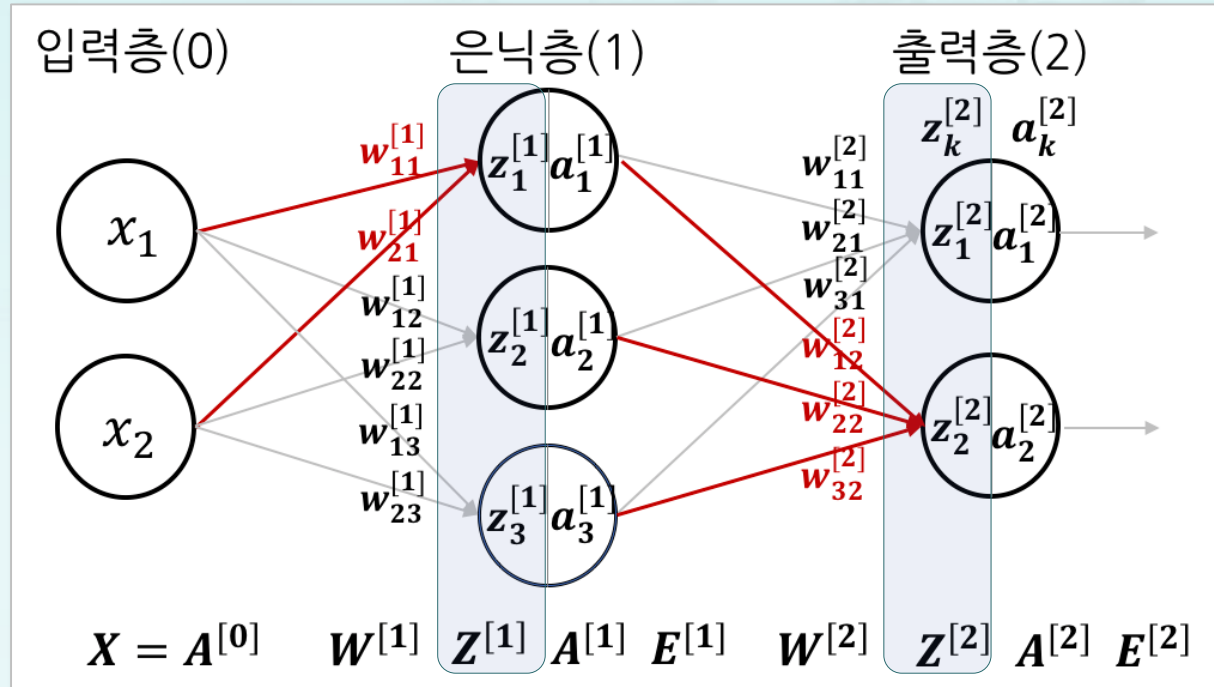 입력층(0) 은닉층(1) 출력층(2)
z_k^[2] a_k^[2]
w_11^[1]
z_1^[1] a_1^[1]
w_11^[2]
x_1
w_21^[1]
w_21^[2]
z_1^[2] a_1^[2]
w_31^[2]
w_12^[1]
z_2^[1] a_2^[1]
w_12^[2]
w_22^[1]
w_22^[2]
x_2
w_13^[1]
z_2^[2] a_2^[2]
w_32^[2]
w_23^[1]
z_3^[1] a_3^[1]
X = A^[0] W^[1] Z^[1] A^[1] E^[1] W^[2] Z^[2] A^[2] E^[2]